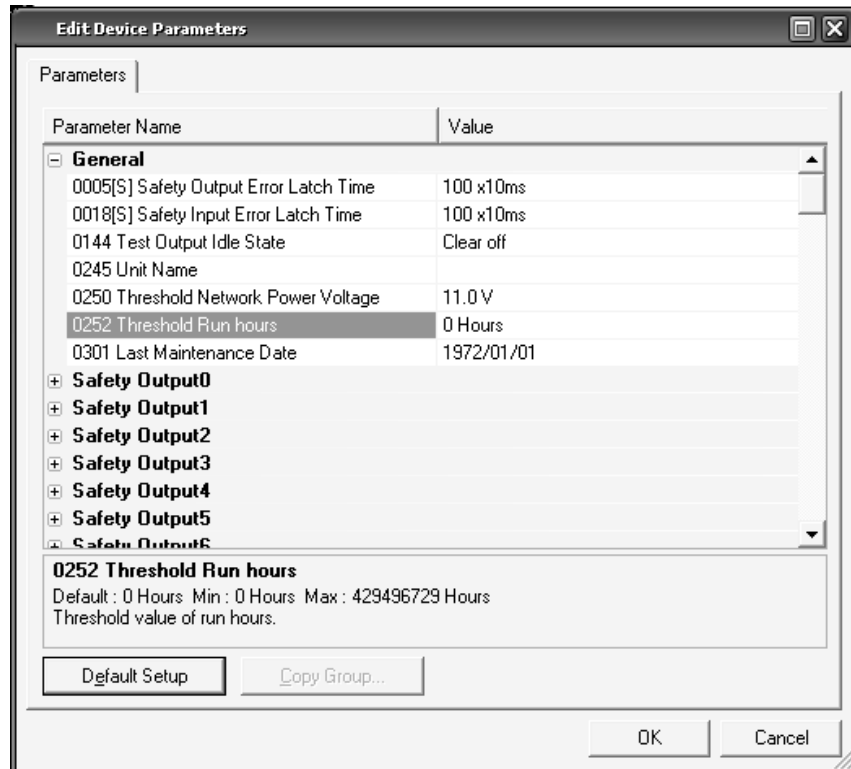 Edit Device Parameters
Parameters
Parameter Name Value
General
0005[S] Safety Output Error Latch Time 100 x10ms
0018[S] Safety Input Error Latch Time 100 x10ms
0144 Test Output Idle State Clear off
0245 Unit Name
0250 Threshold Network Power Voltage 11.0 V
0252 Threshold Run hours 0 Hours
0301 Last Maintenance Date 1972/01/01
Safety Output0
Safety Output1
Safety Output2
Safety Output3
Safety Output4
Safety Output5
Safety Output6
0252 Threshold Run hours
Default : 0 Hours Min : 0 Hours Max : 429496729 Hours
Threshold value of run hours.
Default Setup Copy Group...
OK Cancel